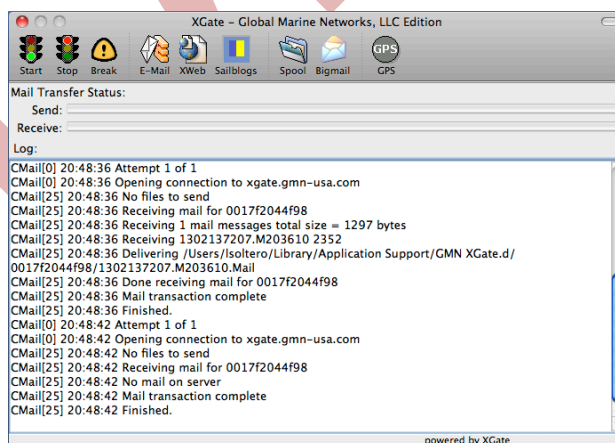 XGate - Global Marine Networks, LLC Edition
Start Stop Break E-Mail XWeb Sailblogs Spool Bigmail GPS GPS
Mail Transfer Status:
Send:
Receive:
Log:
CMail[0] 20:48:36 Attempt 1 of 1
CMail[0] 20:48:36 Opening connection to xgate.gmn-usa.com
CMail[25] 20:48:36 No files to send
CMail[25] 20:48:36 Receiving mail for 0017f2044f98
CMail[25] 20:48:36 Receiving 1 mail messages total size = 1297 bytes
CMail[25] 20:48:36 Receiving 1302137207.M203610 2352
CMail[25] 20:48:36 Delivering /Users/lsoltero/Library/Application Support/GMN XGate.d/
0017f2044f98/1302137207.M203610.Mail
CMail[25] 20:48:36 Done receiving mail for 0017f2044f98
CMail[25] 20:48:36 Mail transaction complete
CMail[25] 20:48:36 Finished.
CMail[0] 20:48:42 Attempt 1 of 1
CMail[0] 20:48:42 Opening connection to xgate.gmn-usa.com
CMail[25] 20:48:42 No files to send
CMail[25] 20:48:42 Receiving mail for 0017f2044f98
CMail[25] 20:48:42 No mail on server
CMail[25] 20:48:42 Mail transaction complete
CMail[25] 20:48:42 Finished.
powered by XGate